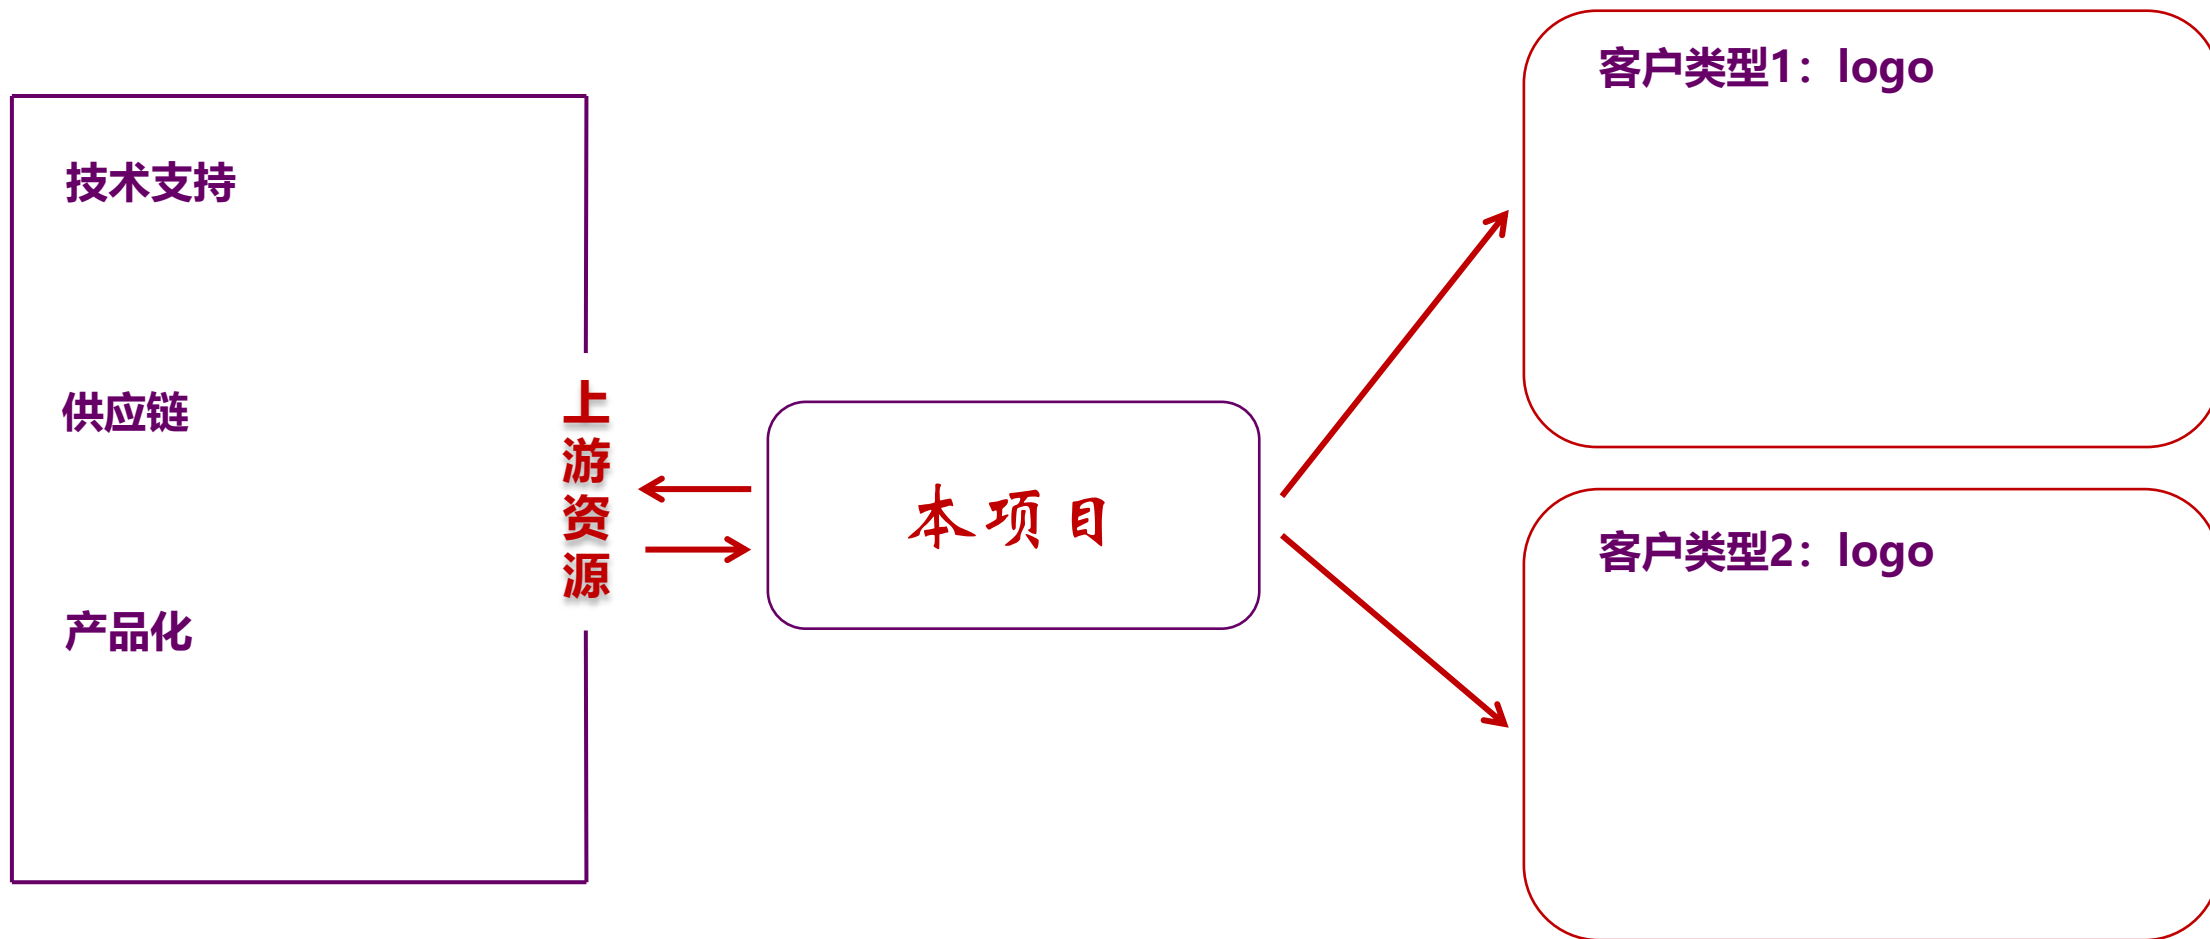 技术支持
供应链
产品化
上游资源
本项目
客户类型1：logo
客户类型2：logo